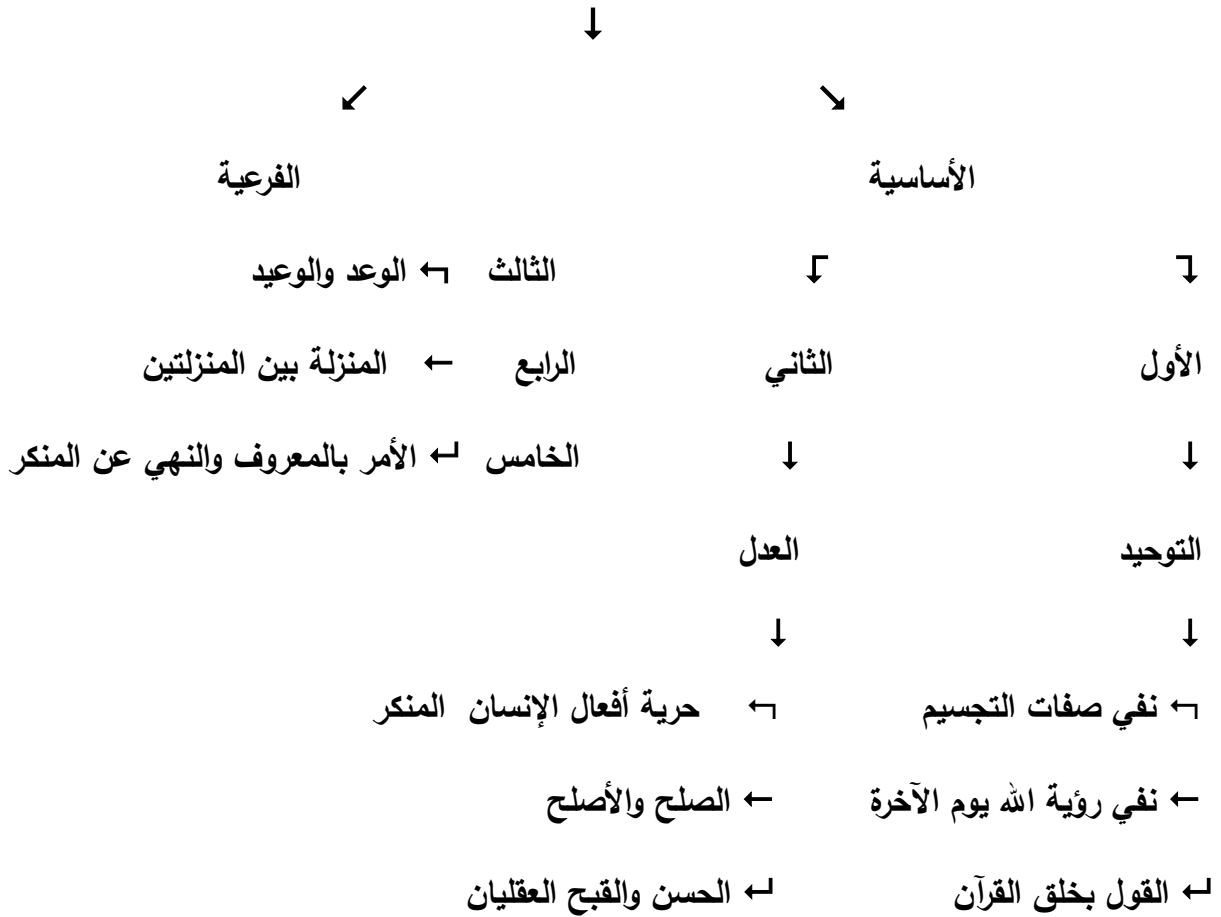 الأساسية الفرعية
الثالث الوعد والوعيد
الأول الثاني الرابع المنزلة بين المنزلتين
الخامس الأمر بالمعروف والنهي عن المنكر
التوحيد العدل
نفي صفات التجسيم حرية أفعال الإنسان المنكر
نفي رؤية الله يوم الآخرة الصلح والأصلح
القول بخلق القرآن الحسن والقبح العقليان